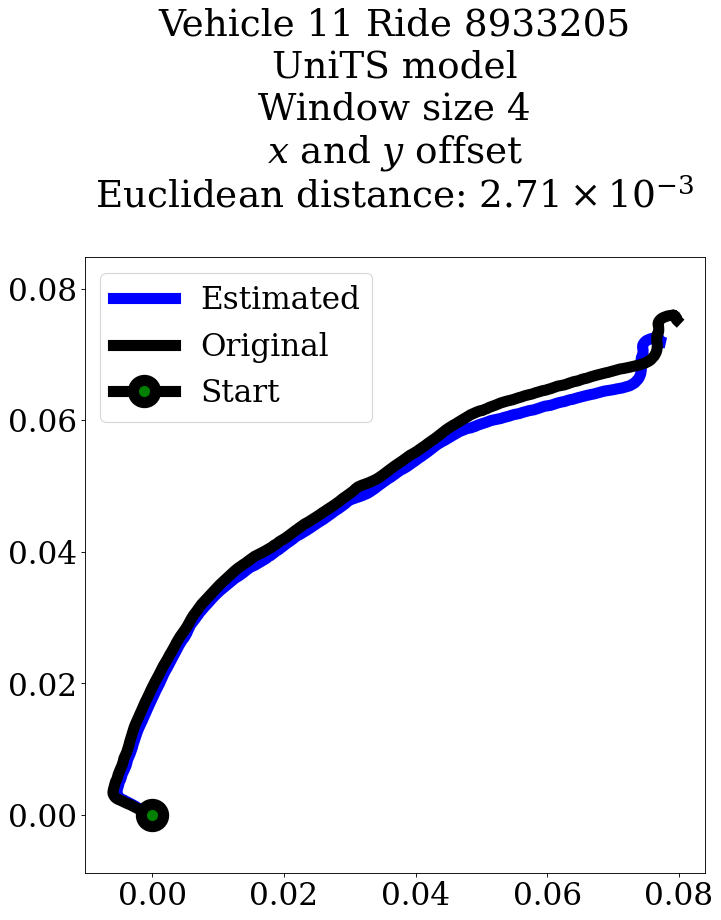 Vehicle 11 Ride 8933205
UniTS model
Window size 4
x and y offset
Euclidean distance: 2.71 × 10⁻³
Estimated
Original
Start
0.08
0.06
0.04
0.02
0.00
0.00 0.02 0.04 0.06 0.08